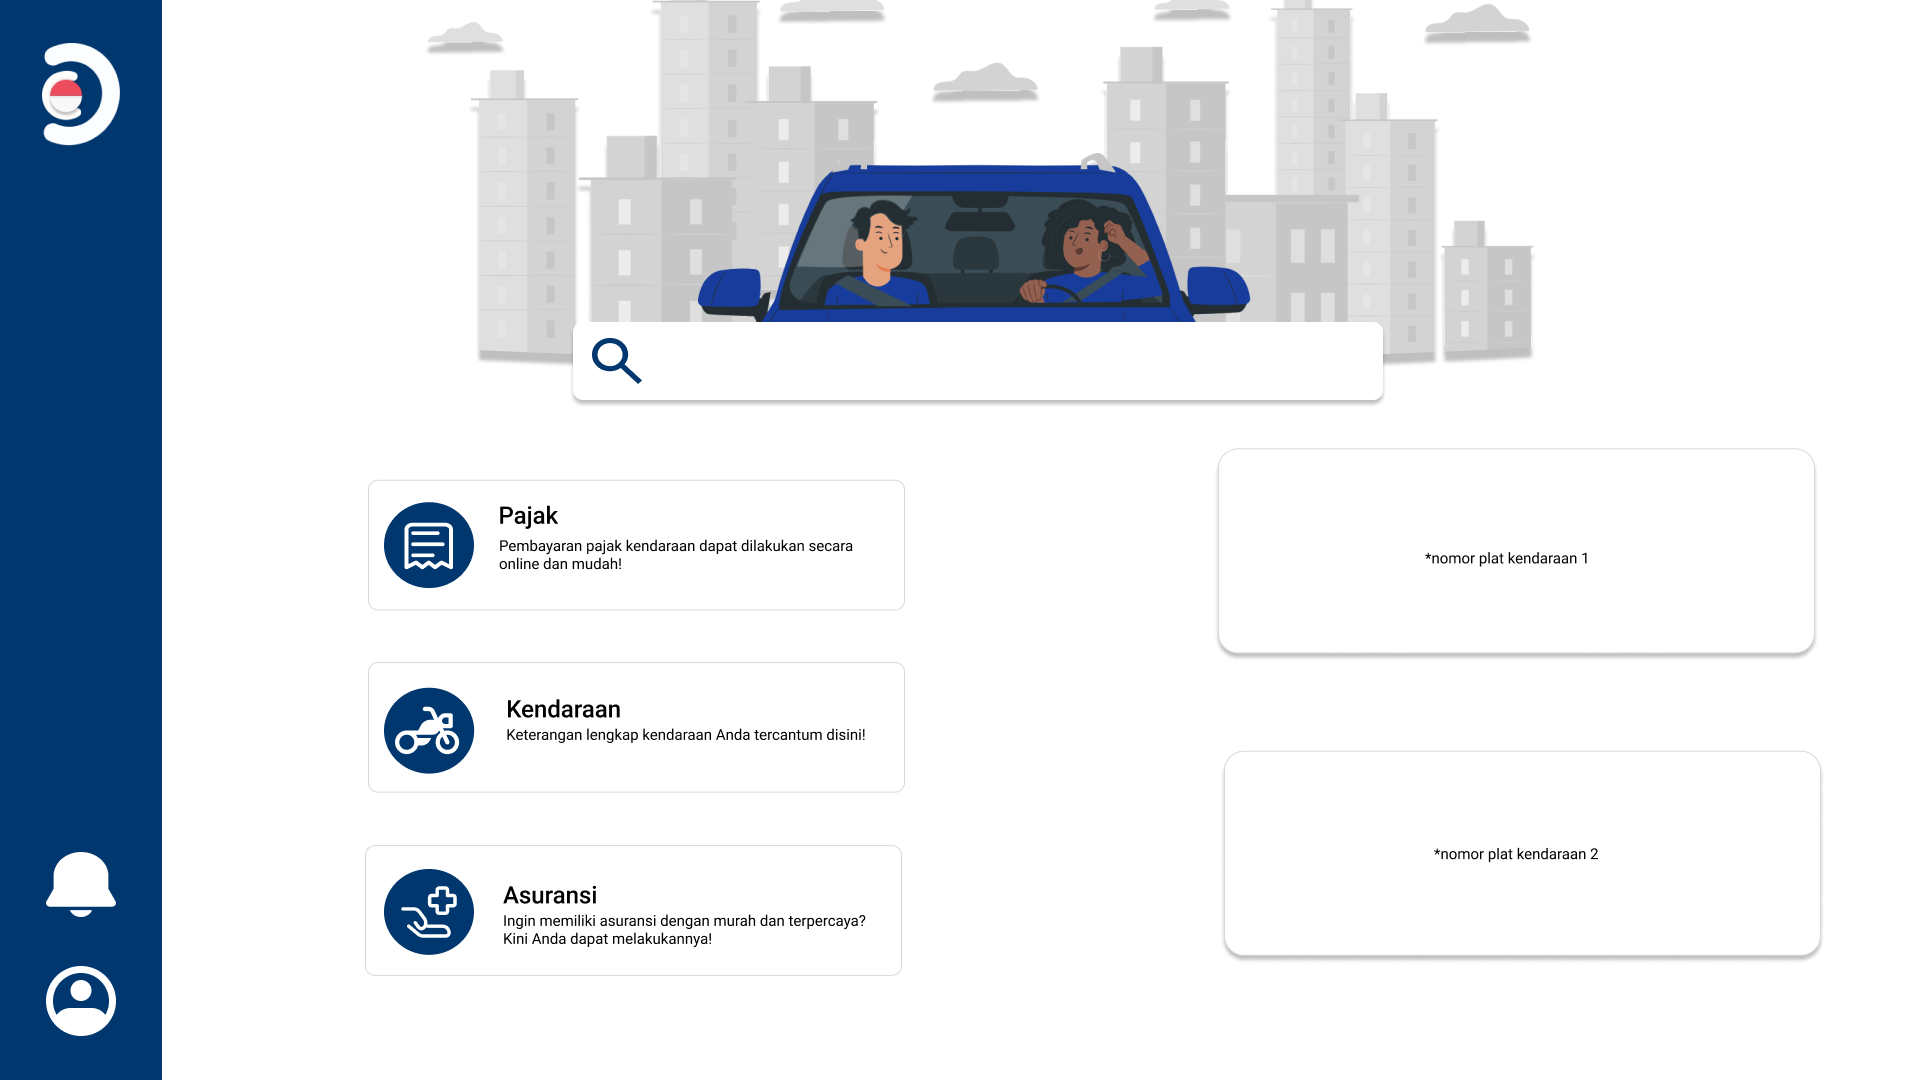 Pajak
Pembayaran pajak kendaraan dapat dilakukan secara
online dan mudah!
Kendaraan
Keterangan lengkap kendaraan Anda tercantum disini!
Asuransi
Ingin memiliki asuransi dengan murah dan terpercaya?
Kini Anda dapat melakukannya!
*nomor plat kendaraan 1
*nomor plat kendaraan 2